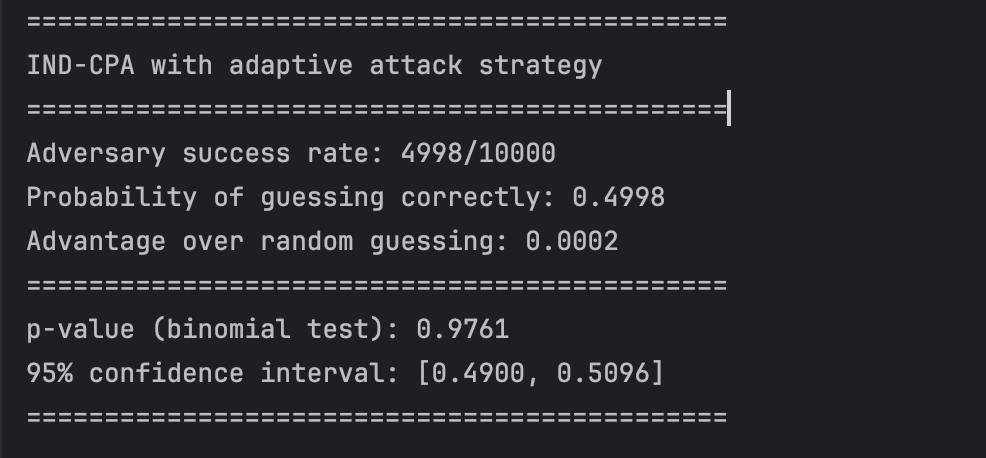 =============================================
IND-CPA with adaptive attack strategy
=============================================
Adversary success rate: 4998/10000
Probability of guessing correctly: 0.4998
Advantage over random guessing: 0.0002
=============================================
p-value (binomial test): 0.9761
95% confidence interval: [0.4900, 0.5096]
=============================================